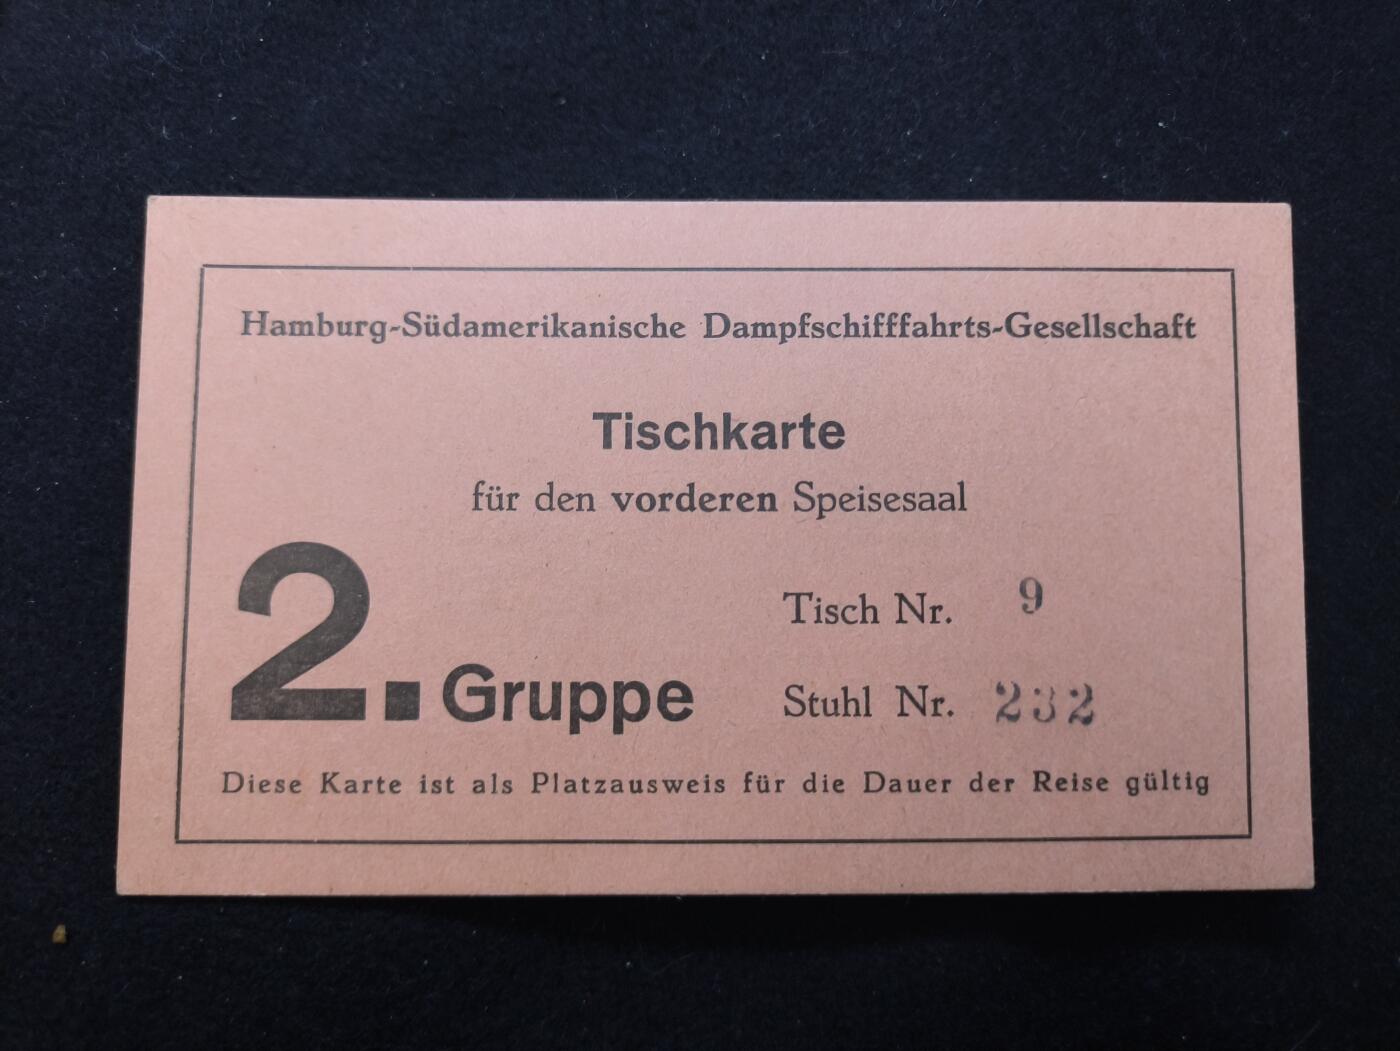 Hamburg-Südamerikanische Dampfschifffahrts-Gesellschaft
Tischkarte
für den vorderen Speisesaal
2. Gruppe
Tisch Nr. 9
Stuhl Nr. 232
Diese Karte ist als Platzausweis für die Dauer der Reise gültig